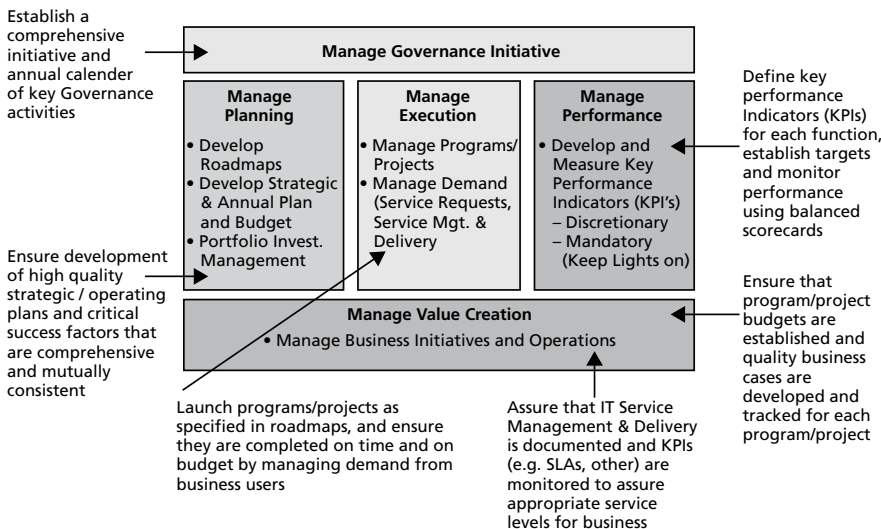 Establish a
comprehensive
initiative and
annual calender
of key Governance
activities
Manage Governance Initiative
Manage
Planning
• Develop
Roadmaps
• Develop Strategic
& Annual Plan
and Budget
• Portfolio Invest.
Management
Manage
Execution
• Manage Programs/
Projects
• Manage Demand
(Service Requests,
Service Mgt. &
Delivery
Manage
Performance
• Develop and
Measure Key
Performance
Indicators (KPI's)
– Discretionary
– Mandatory
(Keep Lights on)
Define key
performance
Indicators (KPIs)
for each function,
establish targets
and monitor
performance
using balanced
scorecards
Ensure development
of high quality
strategic / operating
plans and critical
success factors that
are comprehensive
and mutually
consistent
Manage Value Creation
• Manage Business Initiatives and Operations
Ensure that
program/project
budgets are
established and
quality business
cases are
developed and
tracked for each
program/project
Launch programs/projects as
specified in roadmaps, and ensure
they are completed on time and on
budget by managing demand from
business users
Assure that IT Service
Management & Delivery
is documented and KPIs
(e.g. SLAs, other) are
monitored to assure
appropriate service
levels for business